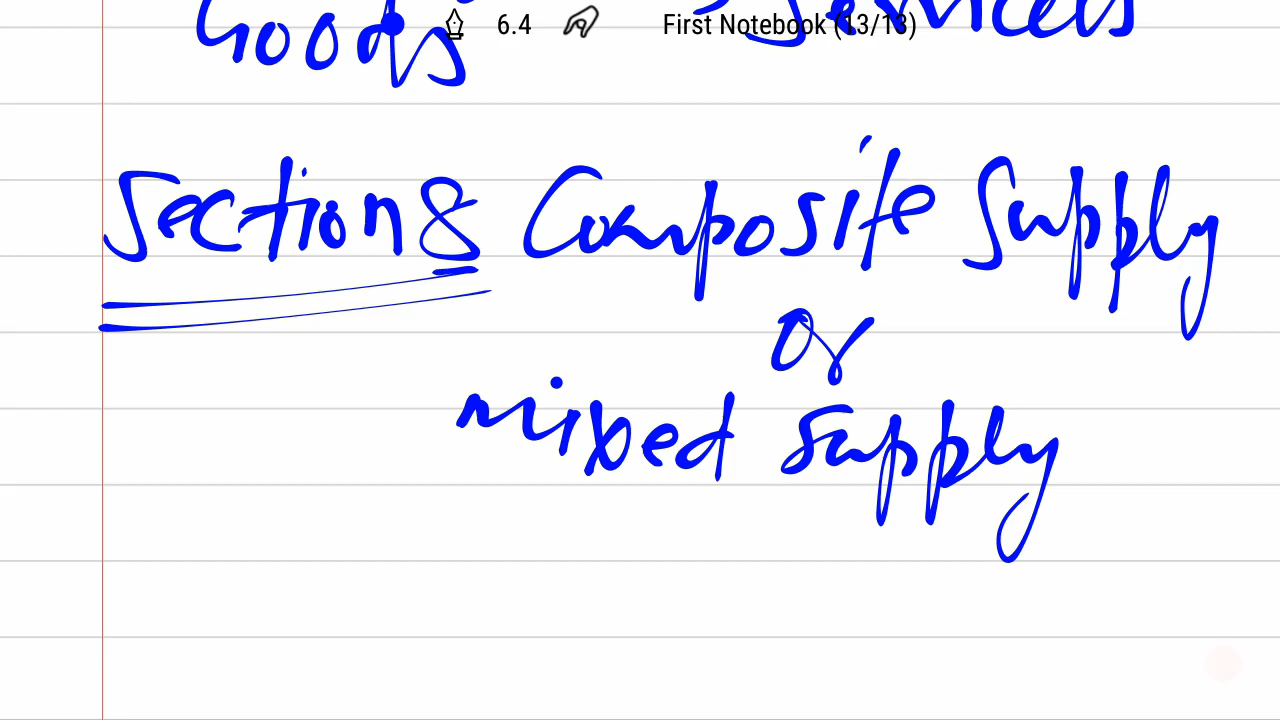 Goods Services
6.4 First Notebook (13/13)
Section 8 Composite Supply
or
mixed supply